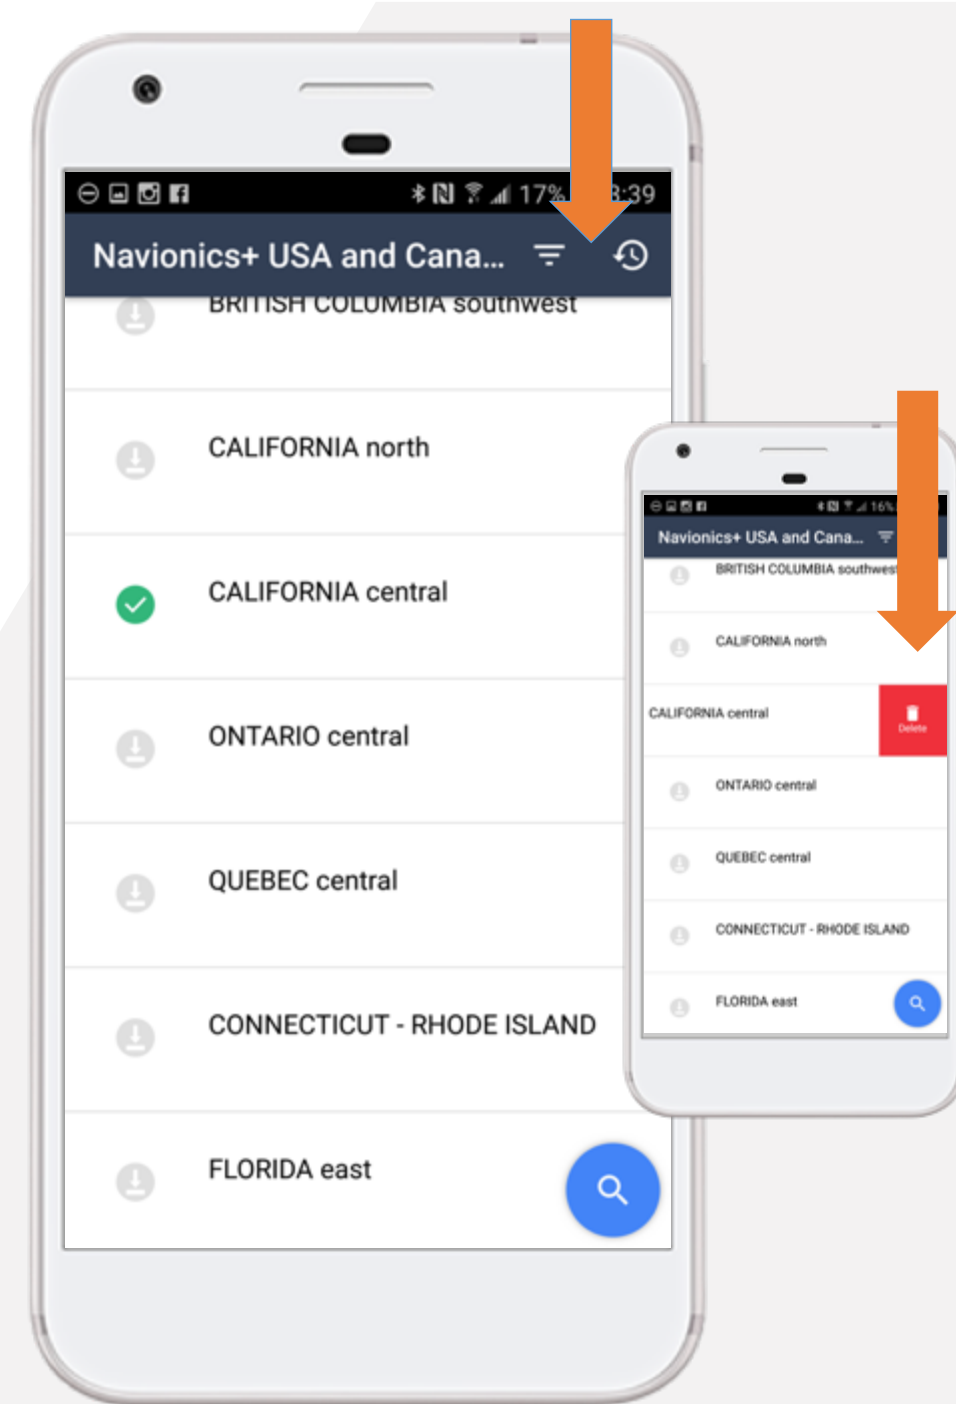 17% 3:39
Navionics+ USA and Cana...
BRITISH COLUMBIA southwest
CALIFORNIA north
CALIFORNIA central
ONTARIO central
QUEBEC central
CONNECTICUT - RHODE ISLAND
FLORIDA east
16%
Navionics+ USA and Cana...
BRITISH COLUMBIA southwest
CALIFORNIA north
CALIFORNIA central
Delete
ONTARIO central
QUEBEC central
CONNECTICUT - RHODE ISLAND
FLORIDA east